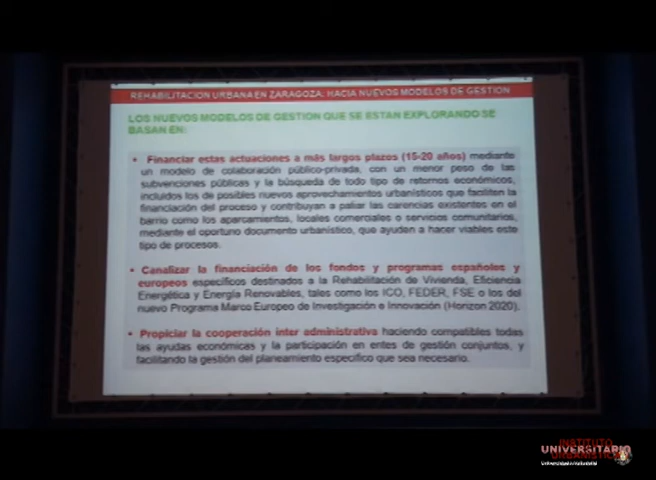 REHABILITACION URBANA EN ZARAGOZA: HACIA NUEVOS MODELOS DE GESTION
LOS NUEVOS MODELOS DE GESTION QUE SE ESTAN EXPLORANDO SE
BASAN EN:
• Financiar estas actuaciones a más largos plazos (15-20 años) mediante
un modelo de colaboración público-privada, con un menor peso de las
subvenciones públicas y la búsqueda de todo tipo de retornos económicos,
incluidos los de posibles nuevos aprovechamientos urbanísticos que faciliten la
financiación del proceso y contribuyan a paliar las carencias existentes en el
barrio como los aparcamientos, locales comerciales o servicios comunitarios,
mediante el oportuno documento urbanístico, que ayuden a hacer viables este
tipo de procesos.
• Canalizar la financiación de los fondos y programas españoles y
europeos específicos destinados a la Rehabilitación de Vivienda, Eficiencia
Energética y Energía Renovables, tales como los ICO, FEDER, FSE o los del
nuevo Programa Marco Europeo de Investigación e Innovación (Horizon 2020).
• Propiciar la cooperación inter administrativa haciendo compatibles todas
las ayudas económicas y la participación en entes de gestión conjuntos, y
facilitando la gestión del planeamiento específico que sea necesario.
INSTITUTO
UNIVERSITARIO
URBANÍSTICA
Universidad de Valladolid